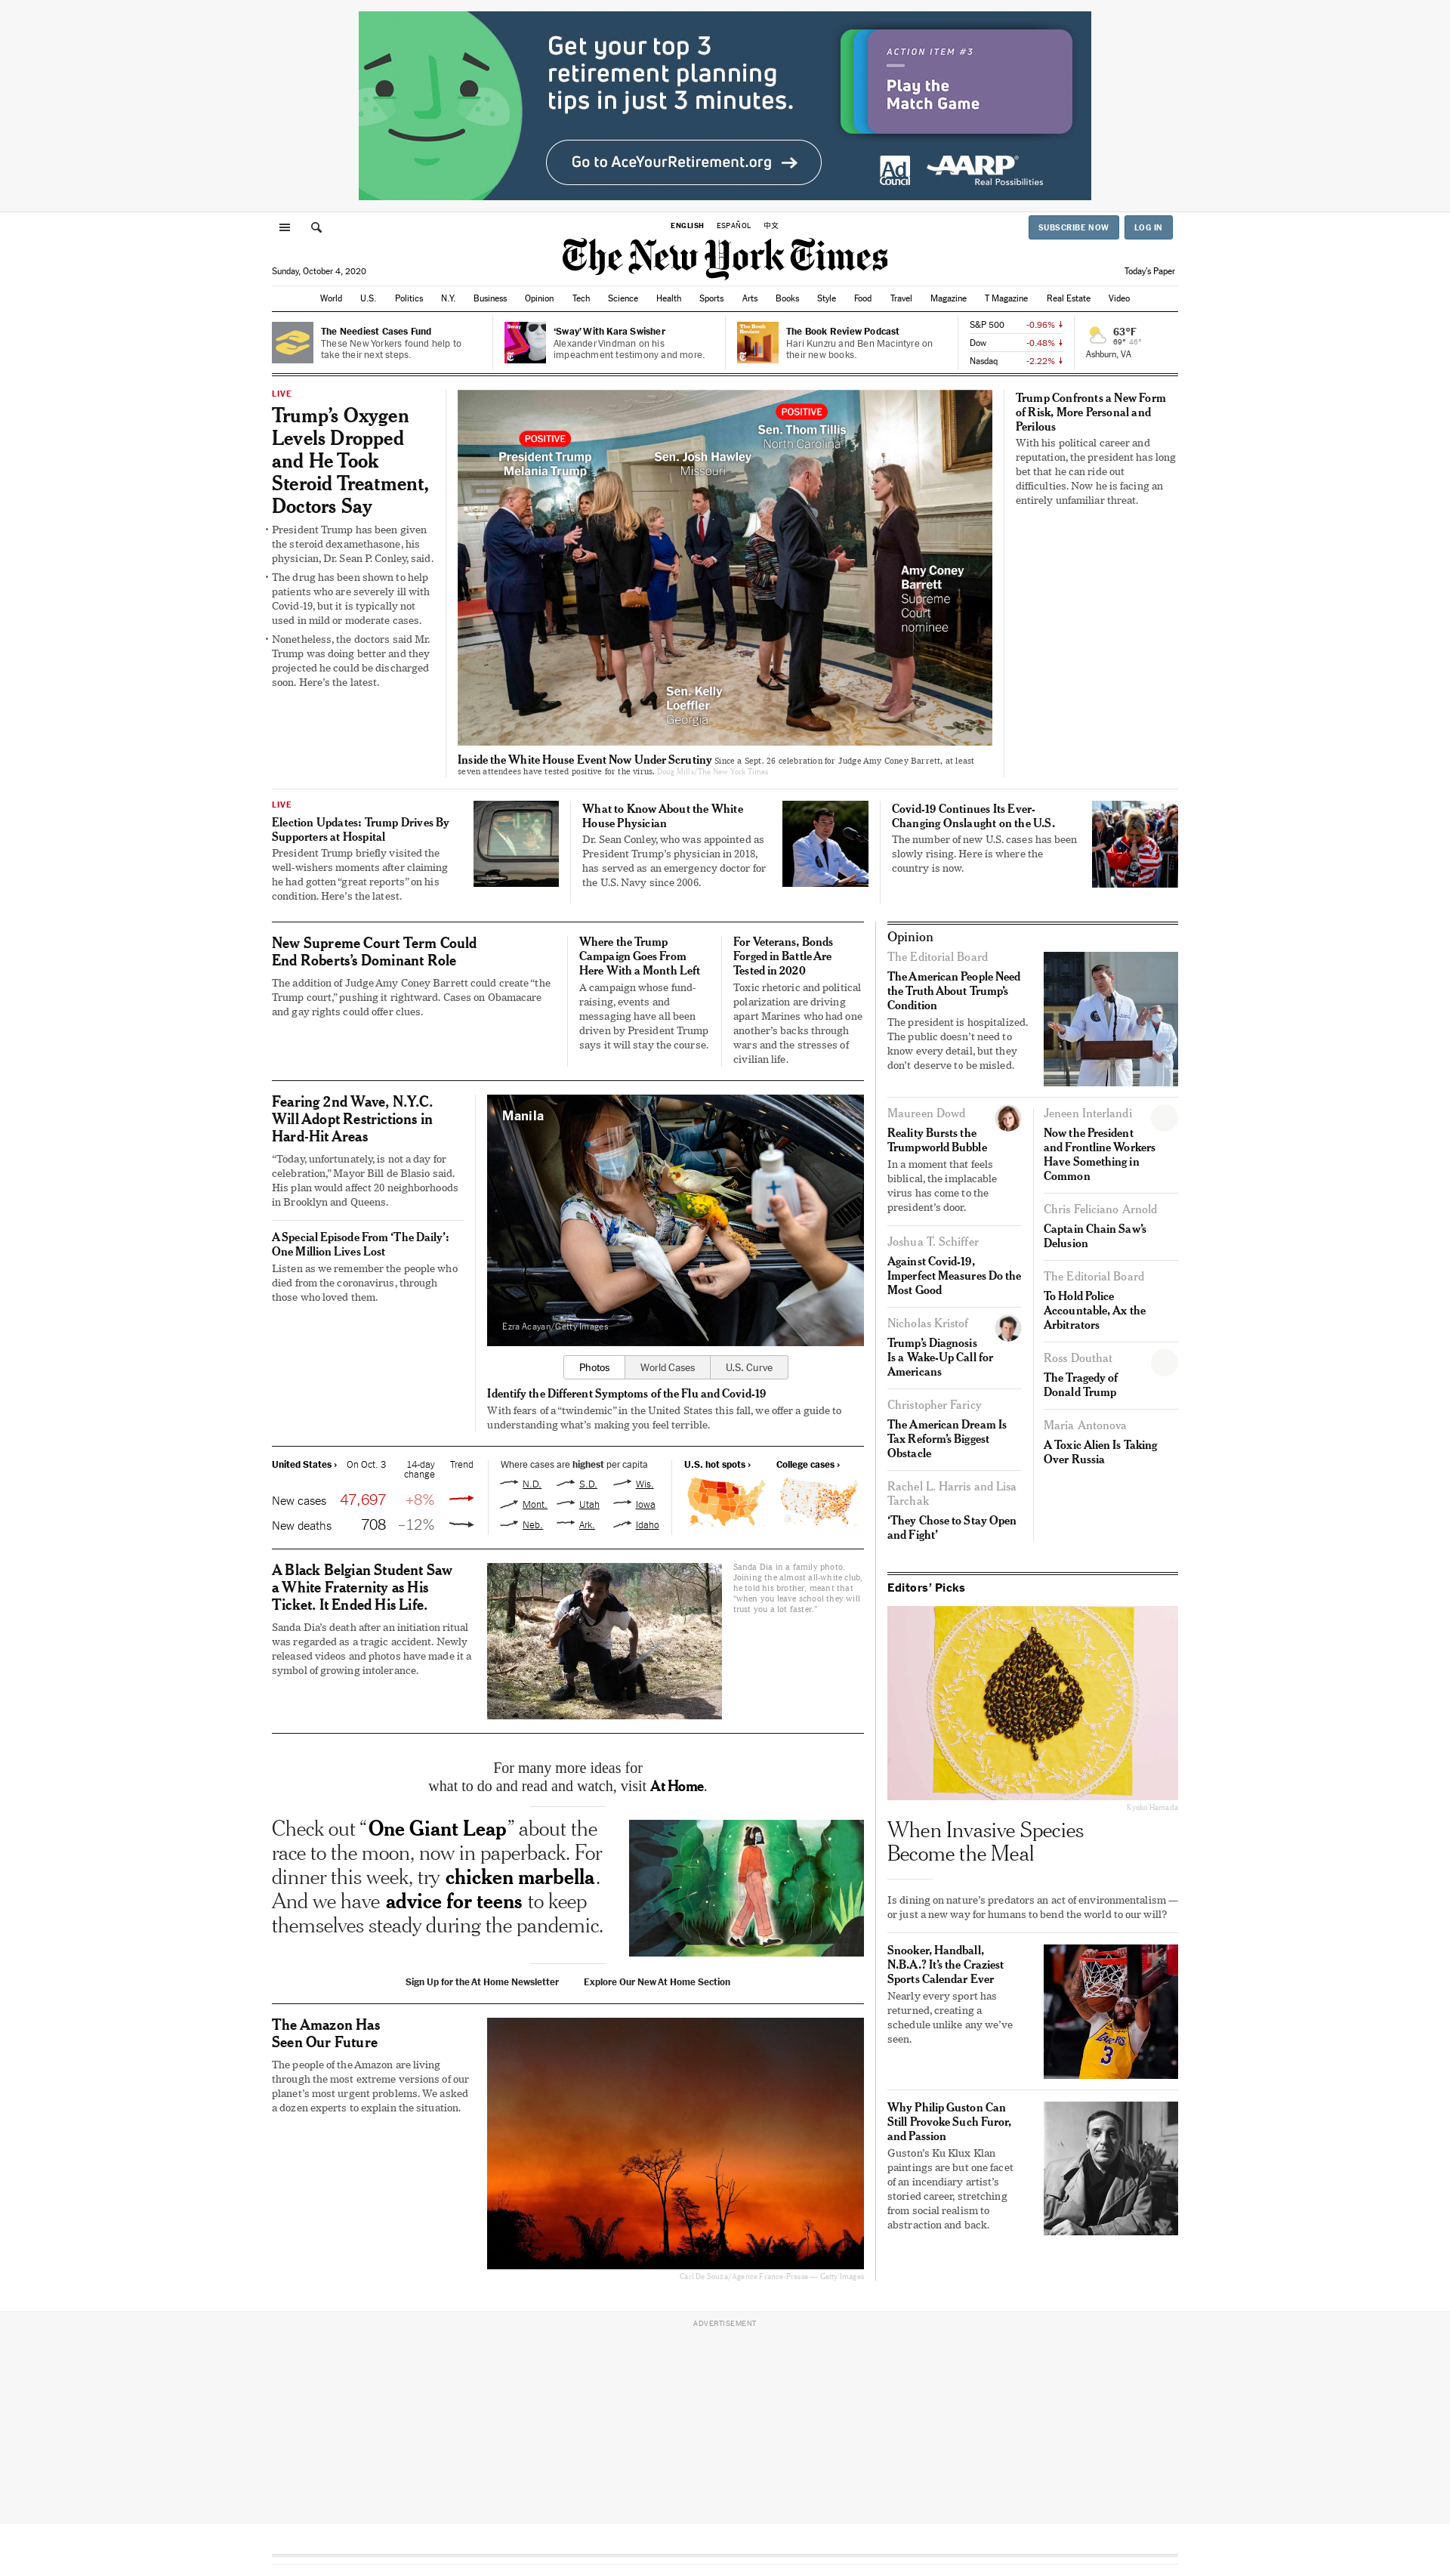 Get your top 3
retirement planning
tips in just 3 minutes.
Go to AceYourRetirement.org
ACTION ITEM #3
Play the
Match Game
Ad
Council
AARP
Real Possibilities
ENGLISH ESPAÑOL 中文
SUBSCRIBE NOW LOG IN
The New York Times
Sunday, October 4, 2020
Today's Paper
World U.S. Politics N.Y. Business Opinion Tech Science Health Sports Arts Books Style Food Travel Magazine T Magazine Real Estate Video
The Neediest Cases Fund
These New Yorkers found help to
take their next steps.
Sway
'Sway' With Kara Swisher
Alexander Vindman on his
impeachment testimony and more.
The Book
Review
The Book Review Podcast
Hari Kunzru and Ben Macintyre on
their new books.
S&P 500 -0.96%
Dow -0.48%
Nasdaq -2.22%
63°F
69° 46°
Ashburn, VA
LIVE
Trump's Oxygen
Levels Dropped
and He Took
Steroid Treatment,
Doctors Say
• President Trump has been given
the steroid dexamethasone, his
physician, Dr. Sean P. Conley, said.
• The drug has been shown to help
patients who are severely ill with
Covid-19, but it is typically not
used in mild or moderate cases.
• Nonetheless, the doctors said Mr.
Trump was doing better and they
projected he could be discharged
soon. Here's the latest.
POSITIVE
President Trump
Melania Trump
Sen. Josh Hawley
Missouri
POSITIVE
Sen. Thom Tillis
North Carolina
Amy Coney
Barrett
Supreme
Court
nominee
Sen. Kelly
Loeffler
Georgia
Inside the White House Event Now Under Scrutiny Since a Sept. 26 celebration for Judge Amy Coney Barrett, at least
seven attendees have tested positive for the virus. Doug Mills/The New York Times
Trump Confronts a New Form
of Risk, More Personal and
Perilous
With his political career and
reputation, the president has long
bet that he can ride out
difficulties. Now he is facing an
entirely unfamiliar threat.
LIVE
Election Updates: Trump Drives By
Supporters at Hospital
President Trump briefly visited the
well-wishers moments after claiming
he had gotten “great reports” on his
condition. Here's the latest.
What to Know About the White
House Physician
Dr. Sean Conley, who was appointed as
President Trump's physician in 2018,
has served as an emergency doctor for
the U.S. Navy since 2006.
Covid-19 Continues Its Ever-
Changing Onslaught on the U.S.
The number of new U.S. cases has been
slowly rising. Here is where the
country is now.
New Supreme Court Term Could
End Roberts's Dominant Role
The addition of Judge Amy Coney Barrett could create “the
Trump court,” pushing it rightward. Cases on Obamacare
and gay rights could offer clues.
Where the Trump
Campaign Goes From
Here With a Month Left
A campaign whose fund-
raising, events and
messaging have all been
driven by President Trump
says it will stay the course.
For Veterans, Bonds
Forged in Battle Are
Tested in 2020
Toxic rhetoric and political
polarization are driving
apart Marines who had one
another's backs through
wars and the stresses of
civilian life.
Fearing 2nd Wave, N.Y.C.
Will Adopt Restrictions in
Hard-Hit Areas
“Today, unfortunately, is not a day for
celebration,” Mayor Bill de Blasio said.
His plan would affect 20 neighborhoods
in Brooklyn and Queens.
A Special Episode From ‘The Daily’:
One Million Lives Lost
Listen as we remember the people who
died from the coronavirus, through
those who loved them.
Manila
Ezra Acayan/Getty Images
Photos World Cases U.S. Curve
Identify the Different Symptoms of the Flu and Covid-19
With fears of a “twindemic” in the United States this fall, we offer a guide to
understanding what's making you feel terrible.
United States › On Oct. 3 14-day
change Trend
New cases 47,697 +8%
New deaths 708 –12%
Where cases are highest per capita
N.D. S.D. Wis.
Mont. Utah Iowa
Neb. Ark. Idaho
U.S. hot spots › College cases ›
A Black Belgian Student Saw
a White Fraternity as His
Ticket. It Ended His Life.
Sanda Dia's death after an initiation ritual
was regarded as a tragic accident. Newly
released videos and photos have made it a
symbol of growing intolerance.
Sanda Dia in a family photo.
Joining the almost all-white club,
he told his brother, meant that
“when you leave school they will
trust you a lot faster.”
For many more ideas for
what to do and read and watch, visit At Home.
Check out “One Giant Leap” about the
race to the moon, now in paperback. For
dinner this week, try chicken marbella.
And we have advice for teens to keep
themselves steady during the pandemic.
Sign Up for the At Home Newsletter Explore Our New At Home Section
The Amazon Has
Seen Our Future
The people of the Amazon are living
through the most extreme versions of our
planet's most urgent problems. We asked
a dozen experts to explain the situation.
Carl De Souza/Agence France-Presse — Getty Images
Opinion
The Editorial Board
The American People Need
the Truth About Trump's
Condition
The president is hospitalized.
The public doesn't need to
know every detail, but they
don't deserve to be misled.
Maureen Dowd
Reality Bursts the
Trumpworld Bubble
In a moment that feels
biblical, the implacable
virus has come to the
president's door.
Joshua T. Schiffer
Against Covid-19,
Imperfect Measures Do the
Most Good
Nicholas Kristof
Trump's Diagnosis
Is a Wake-Up Call for
Americans
Christopher Faricy
The American Dream Is
Tax Reform's Biggest
Obstacle
Rachel L. Harris and Lisa
Tarchak
‘They Chose to Stay Open
and Fight’
Jeneen Interlandi
Now the President
and Frontline Workers
Have Something in
Common
Chris Feliciano Arnold
Captain Chain Saw's
Delusion
The Editorial Board
To Hold Police
Accountable, Ax the
Arbitrators
Ross Douthat
The Tragedy of
Donald Trump
Maria Antonova
A Toxic Alien Is Taking
Over Russia
Editors' Picks
Kyoko Hamada
When Invasive Species
Become the Meal
Is dining on nature's predators an act of environmentalism —
or just a new way for humans to bend the world to our will?
Snooker, Handball,
N.B.A.? It's the Craziest
Sports Calendar Ever
Nearly every sport has
returned, creating a
schedule unlike any we've
seen.
3
Why Philip Guston Can
Still Provoke Such Furor,
and Passion
Guston's Ku Klux Klan
paintings are but one facet
of an incendiary artist's
storied career, stretching
from social realism to
abstraction and back.
ADVERTISEMENT